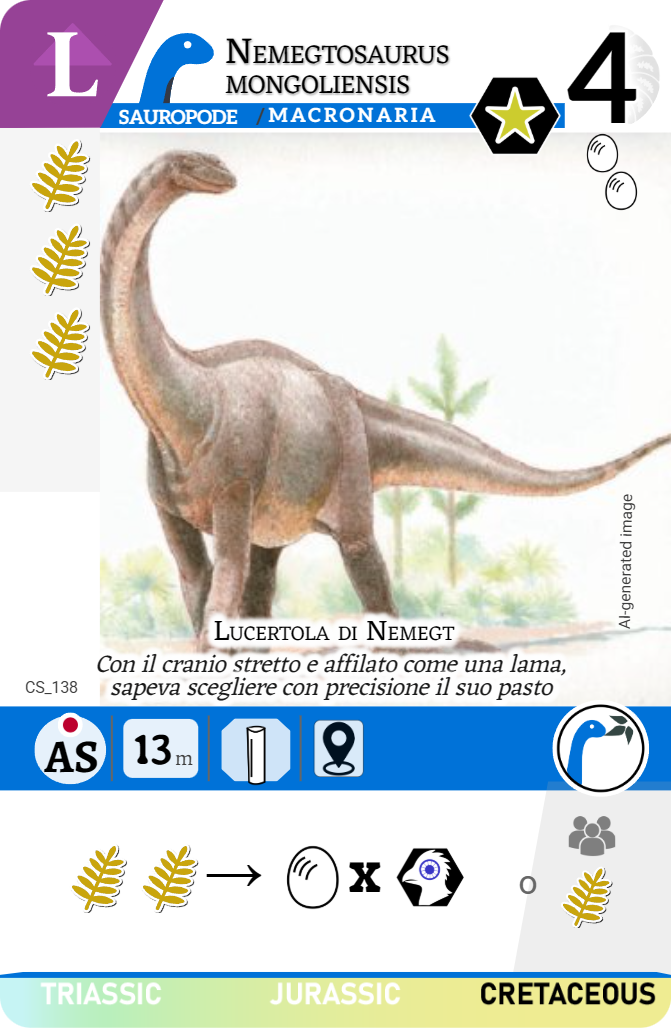 L
NEMEGTOSAURUS
MONGOLIENSIS
4
SAUROPODE / MACRONARIA
AI-generated image
LUCERTOLA DI NEMEGT
Con il cranio stretto e affilato come una lama,
sapeva scegliere con precisione il suo pasto
CS_138
AS
13 m
x
o
TRIASSIC JURASSIC CRETACEOUS